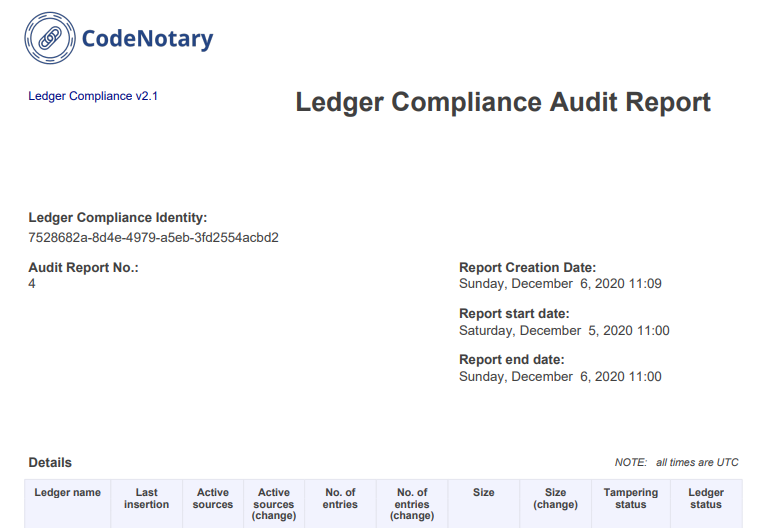 CodeNotary
Ledger Compliance v2.1
Ledger Compliance Audit Report
Ledger Compliance Identity:
7528682a-8d4e-4979-a5eb-3fd2554acbd2
Audit Report No.:
4
Report Creation Date:
Sunday, December 6, 2020 11:09
Report start date:
Saturday, December 5, 2020 11:00
Report end date:
Sunday, December 6, 2020 11:00
Details
NOTE: all times are UTC
Ledger name
Last
insertion
Active
sources
Active
sources
(change)
No. of
entries
No. of
entries
(change)
Size
Size
(change)
Tampering
status
Ledger
status